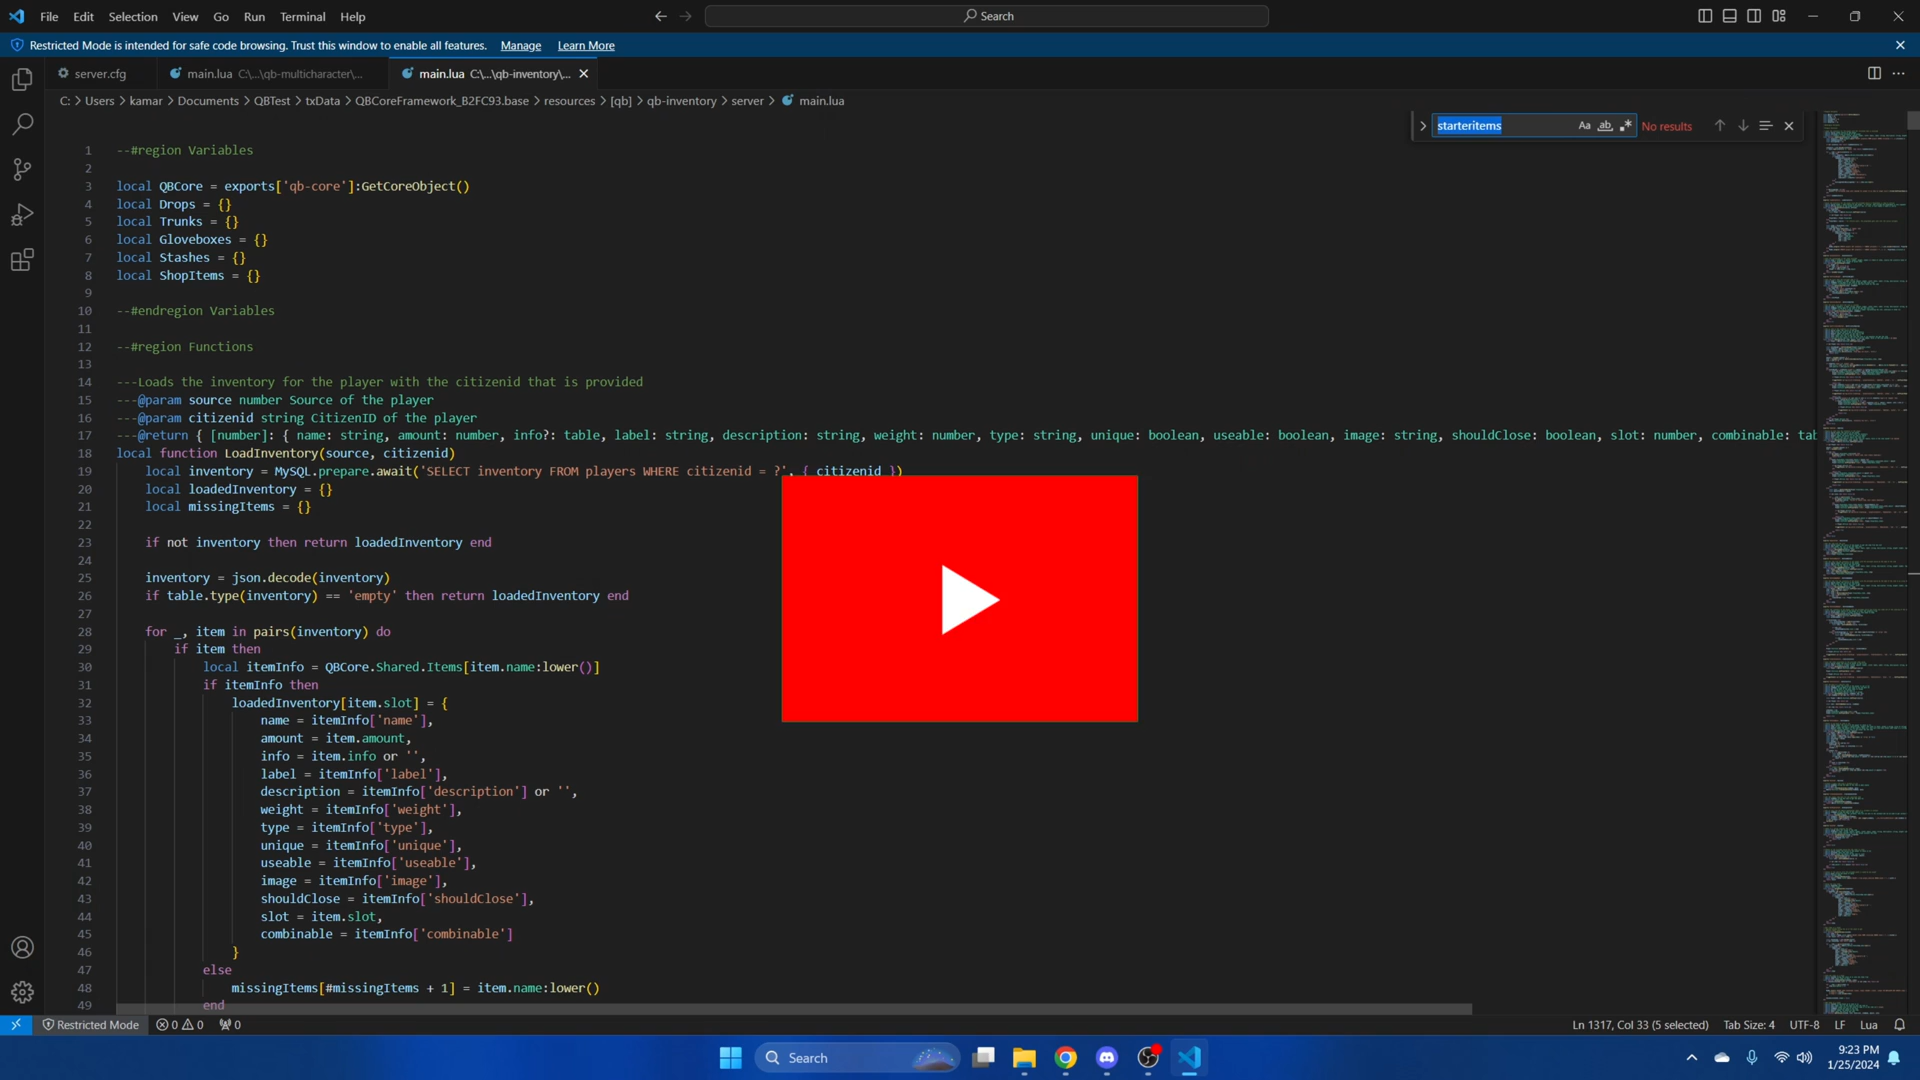 File Edit Selection View Go Run Terminal Help Search
Restricted Mode is intended for safe code browsing. Trust this window to enable all features. Manage Learn More
server.cfg main.lua C:\...\qb-multicharacter\... main.lua C:\...\qb-inventory\...
C: > Users > kamar > Documents > QBTest > txData > QBCoreFramework_B2FC93.base > resources > [qb] > qb-inventory > server > main.lua
starteritems Aa ab No results
1 --#region Variables
2
3 local QBCore = exports['qb-core']:GetCoreObject()
4 local Drops = {}
5 local Trunks = {}
6 local Gloveboxes = {}
7 local Stashes = {}
8 local ShopItems = {}
9
10 --#endregion Variables
11
12 --#region Functions
13
14 ---Loads the inventory for the player with the citizenid that is provided
15 ---@param source number Source of the player
16 ---@param citizenid string CitizenID of the player
17 ---@return { [number]: { name: string, amount: number, info?: table, label: string, description: string, weight: number, type: string, unique: boolean, useable: boolean, image: string, shouldClose: boolean, slot: number, combinable: tab
18 local function LoadInventory(source, citizenid)
19 local inventory = MySQL.prepare.await('SELECT inventory FROM players WHERE citizenid = ?', { citizenid })
20 local loadedInventory = {}
21 local missingItems = {}
22
23 if not inventory then return loadedInventory end
24
25 inventory = json.decode(inventory)
26 if table.type(inventory) == 'empty' then return loadedInventory end
27
28 for _, item in pairs(inventory) do
29 if item then
30 local itemInfo = QBCore.Shared.Items[item.name:lower()]
31 if itemInfo then
32 loadedInventory[item.slot] = {
33 name = itemInfo['name'],
34 amount = item.amount,
35 info = item.info or '',
36 label = itemInfo['label'],
37 description = itemInfo['description'] or '',
38 weight = itemInfo['weight'],
39 type = itemInfo['type'],
40 unique = itemInfo['unique'],
41 useable = itemInfo['useable'],
42 image = itemInfo['image'],
43 shouldClose = itemInfo['shouldClose'],
44 slot = item.slot,
45 combinable = itemInfo['combinable']
46 }
47 else
48 missingItems[#missingItems + 1] = item.name:lower()
49 end
Restricted Mode 0 0 0 Ln 1317, Col 33 (5 selected) Tab Size: 4 UTF-8 LF Lua
Search
9:23 PM
1/25/2024